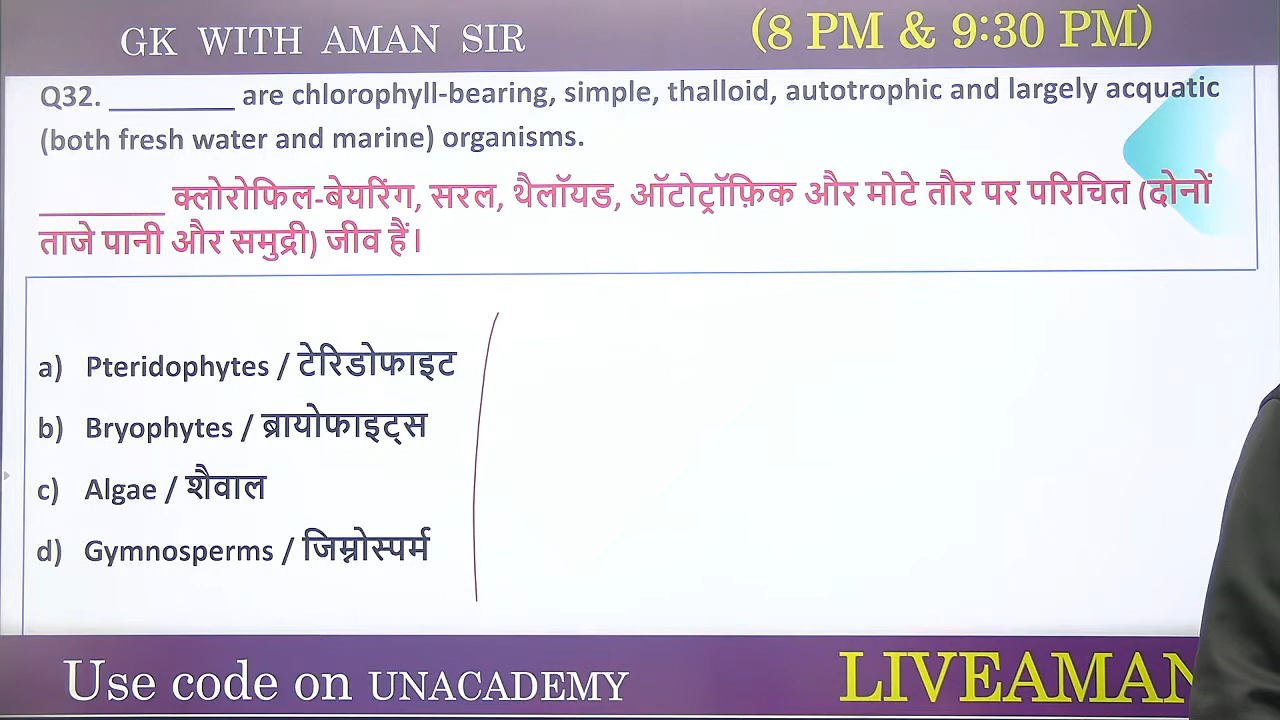 GK WITH AMAN SIR
(8 PM & 9:30 PM)
Q32. _________ are chlorophyll-bearing, simple, thalloid, autotrophic and largely acquatic
(both fresh water and marine) organisms.
_________ क्लोरोफिल-बेयरिंग, सरल, थैलॉयड, ऑटोट्रॉफ़िक और मोटे तौर पर परिचित (दोनों
ताजे पानी और समुद्री) जीव हैं।
a) Pteridophytes / टेरिडोफाइट
b) Bryophytes / ब्रायोफाइट्स
c) Algae / शैवाल
d) Gymnosperms / जिम्नोस्पर्म
Use code on UNACADEMY
LIVEAMAN